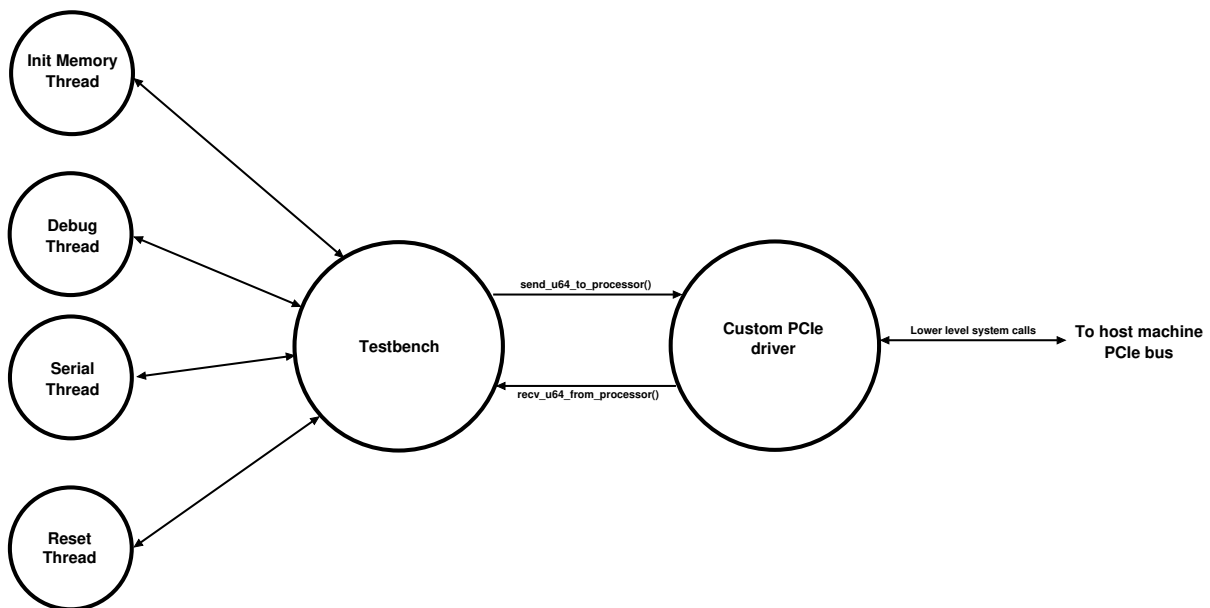 Init Memory
Thread
Debug
Thread
Serial
Thread
Reset
Thread
Testbench
send_u64_to_processor()
recv_u64_from_processor()
Custom PCIe
driver
Lower level system calls
To host machine
PCIe bus